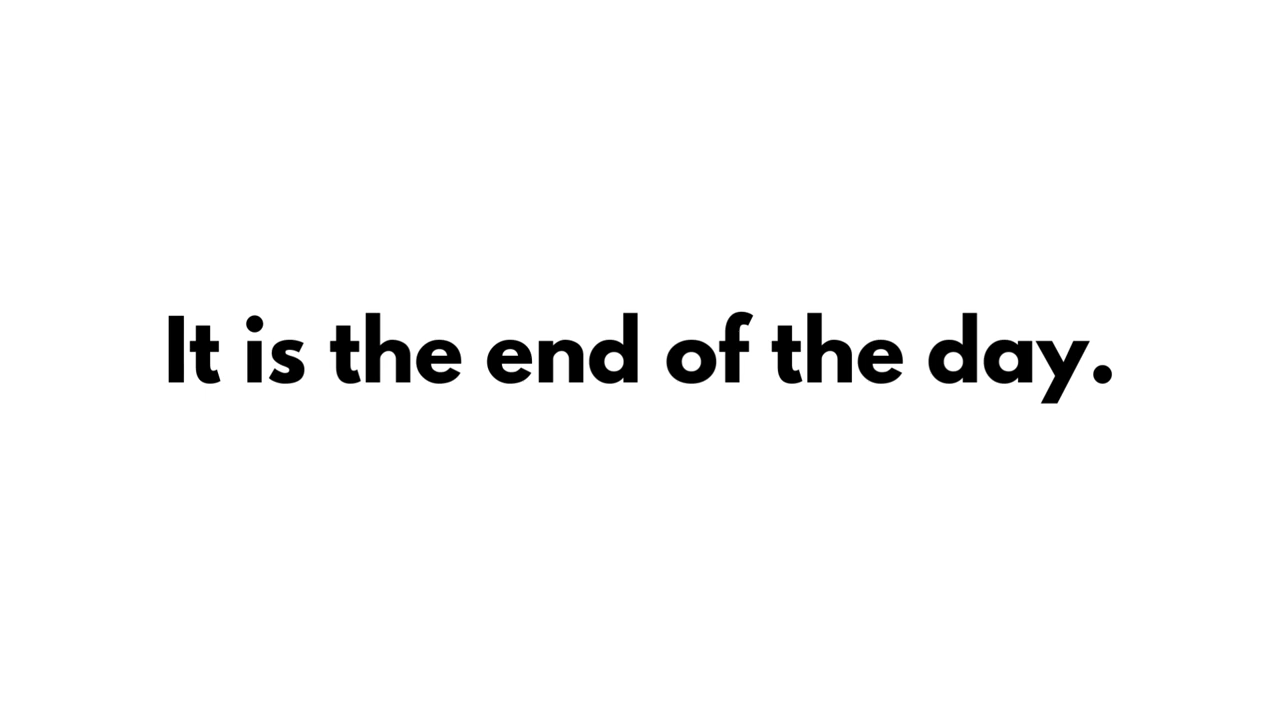 It is the end of the day.